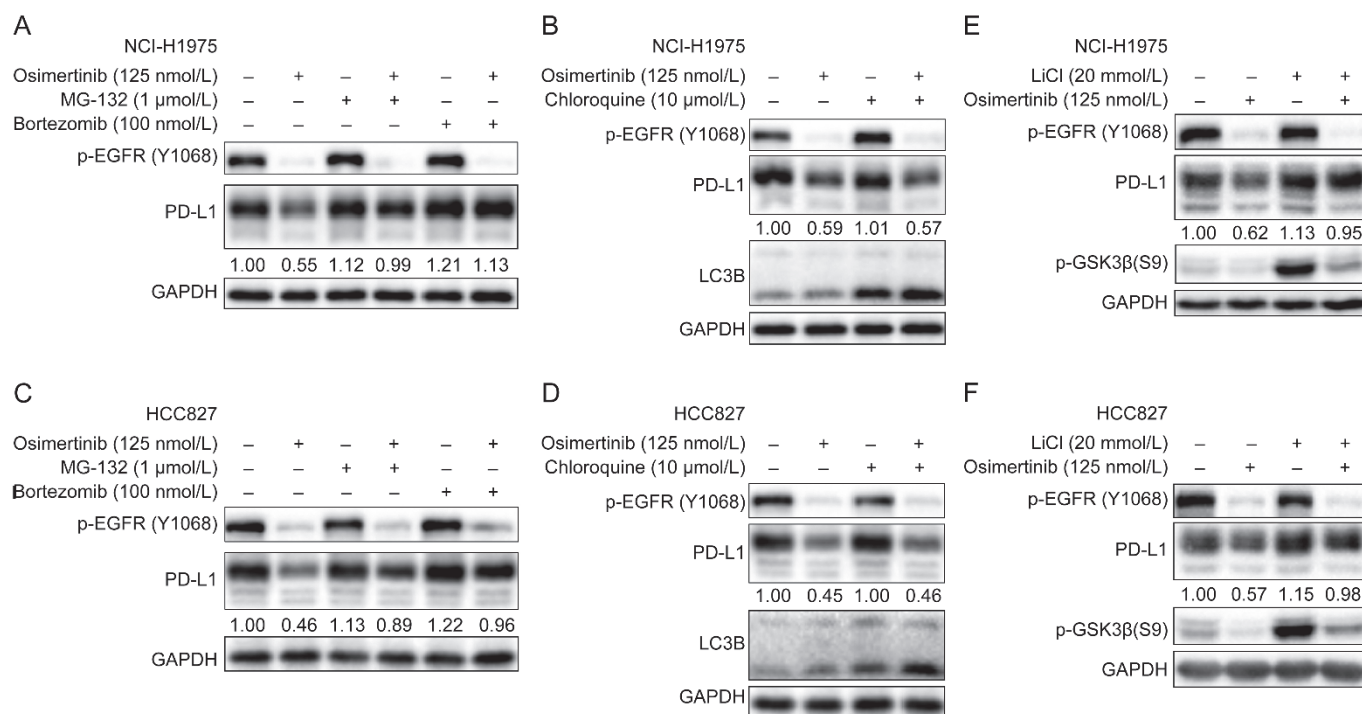 A
NCI-H1975
Osimertinib (125 nmol/L) – + – + – +
MG-132 (1 µmol/L) – – + + – –
Bortezomib (100 nmol/L) – – – – + +
p-EGFR (Y1068)
PD-L1
1.00 0.55 1.12 0.99 1.21 1.13
GAPDH
B
NCI-H1975
Osimertinib (125 nmol/L) – + – +
Chloroquine (10 µmol/L) – – + +
p-EGFR (Y1068)
PD-L1
1.00 0.59 1.01 0.57
LC3B
GAPDH
E
NCI-H1975
LiCl (20 mmol/L) – – + +
Osimertinib (125 nmol/L) – + – +
p-EGFR (Y1068)
PD-L1
1.00 0.62 1.13 0.95
p-GSK3β(S9)
GAPDH
C
HCC827
Osimertinib (125 nmol/L) – + – + – +
MG-132 (1 µmol/L) – – + + – –
Bortezomib (100 nmol/L) – – – – + +
p-EGFR (Y1068)
PD-L1
1.00 0.46 1.13 0.89 1.22 0.96
GAPDH
D
HCC827
Osimertinib (125 nmol/L) – + – +
Chloroquine (10 µmol/L) – – + +
p-EGFR (Y1068)
PD-L1
1.00 0.45 1.00 0.46
LC3B
GAPDH
F
HCC827
LiCl (20 mmol/L) – – + +
Osimertinib (125 nmol/L) – + – +
p-EGFR (Y1068)
PD-L1
1.00 0.57 1.15 0.98
p-GSK3β(S9)
GAPDH